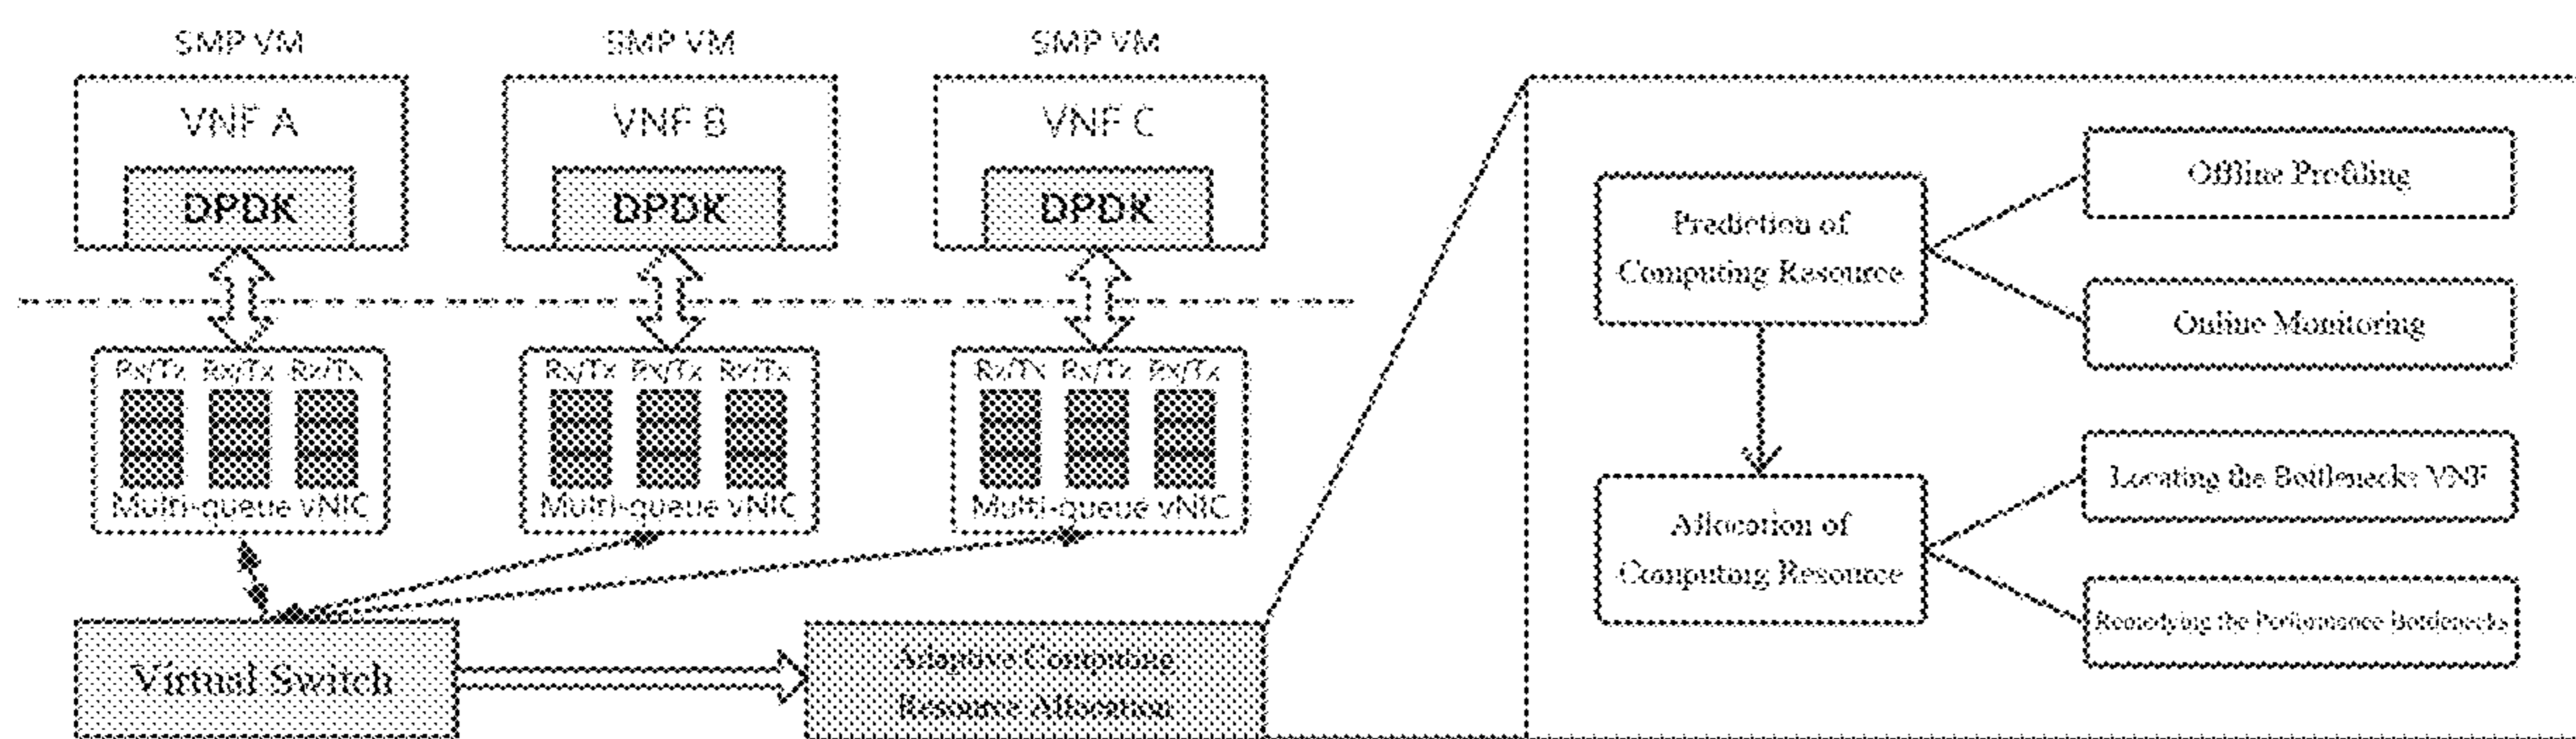 SMP VM
SMP VM
SMP VM
VNF A
VNF B
VNF C
DPDK
DPDK
DPDK
Rx/Tx Rx/Tx Rx/Tx
Multi-queue vNIC
Rx/Tx Rx/Tx Rx/Tx
Multi-queue vNIC
Rx/Tx Rx/Tx Rx/Tx
Multi-queue vNIC
Virtual Switch
Adaptive Computing
Resource Allocation
Prediction of
Computing Resource
Offline Profiling
Online Monitoring
Allocation of
Computing Resource
Locating the Bottlenecks VNF
Remedying the Performance Bottlenecks